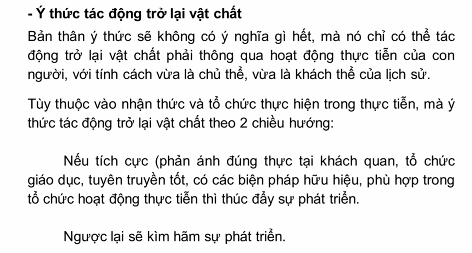 - Ý thức tác động trở lại vật chất
Bản thân ý thức sẽ không có ý nghĩa gì hết, mà nó chỉ có thể tác
động trở lại vật chất phải thông qua hoạt động thực tiễn của con
người, với tính cách vừa là chủ thể, vừa là khách thể của lịch sử.
Tùy thuộc vào nhận thức và tổ chức thực hiện trong thực tiễn, mà ý
thức tác động trở lại vật chất theo 2 chiều hướng:
Nếu tích cực (phản ánh đúng thực tại khách quan, tổ chức
giáo dục, tuyên truyền tốt, có các biện pháp hữu hiệu, phù hợp trong
tổ chức hoạt động thực tiễn thì thúc đẩy sự phát triển.
Ngược lại sẽ kìm hãm sự phát triển.